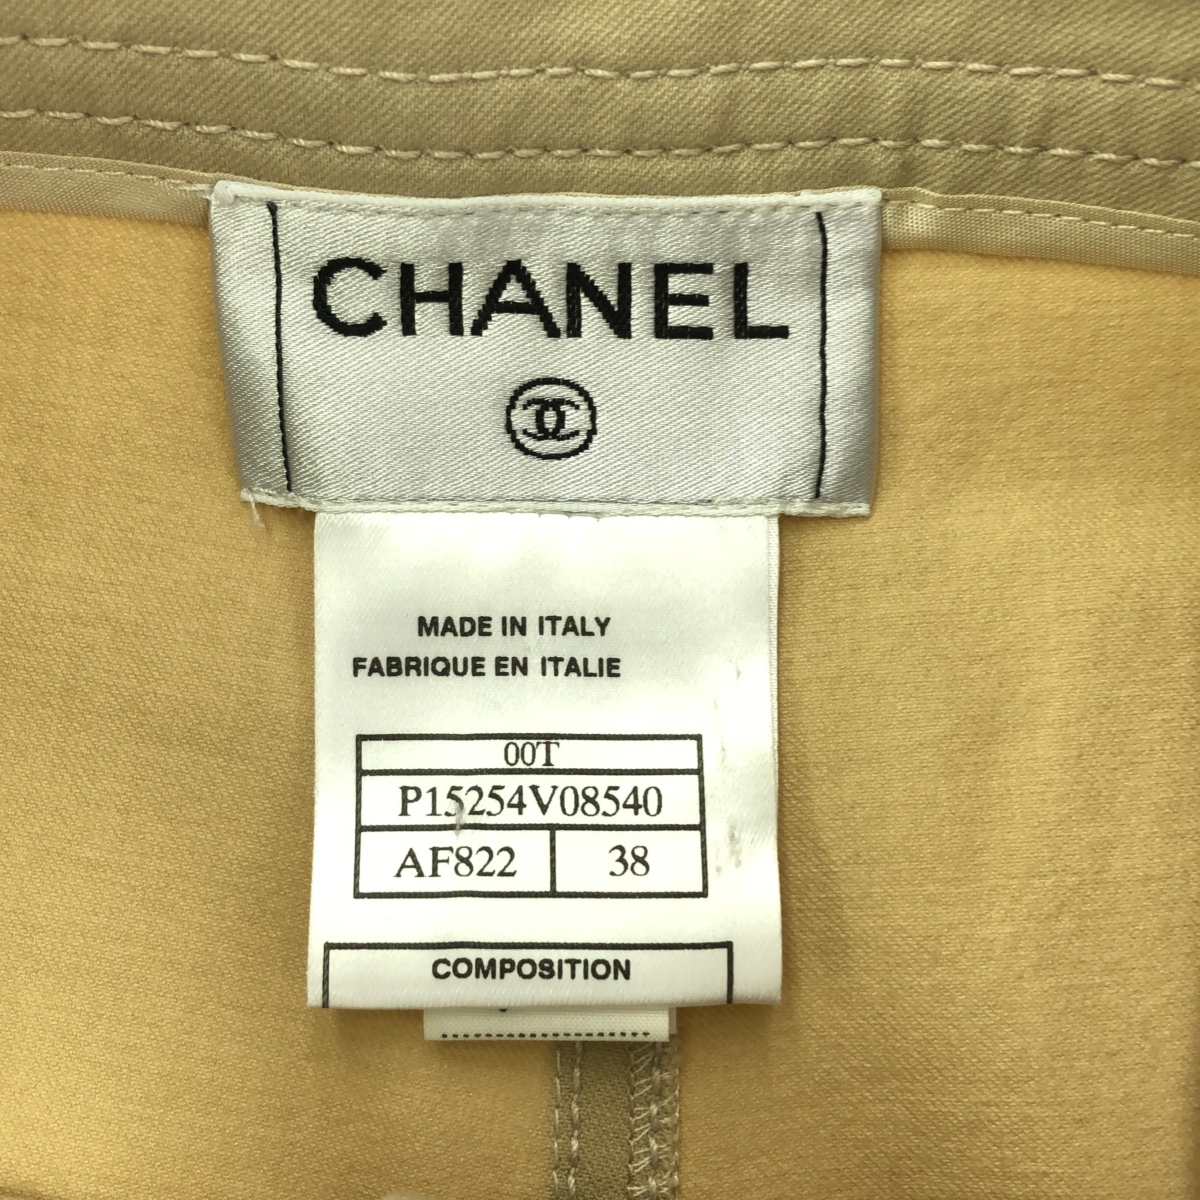 CHANEL
MADE IN ITALY
FABRIQUE EN ITALIE
00T
P15254V08540
AF822 38
COMPOSITION